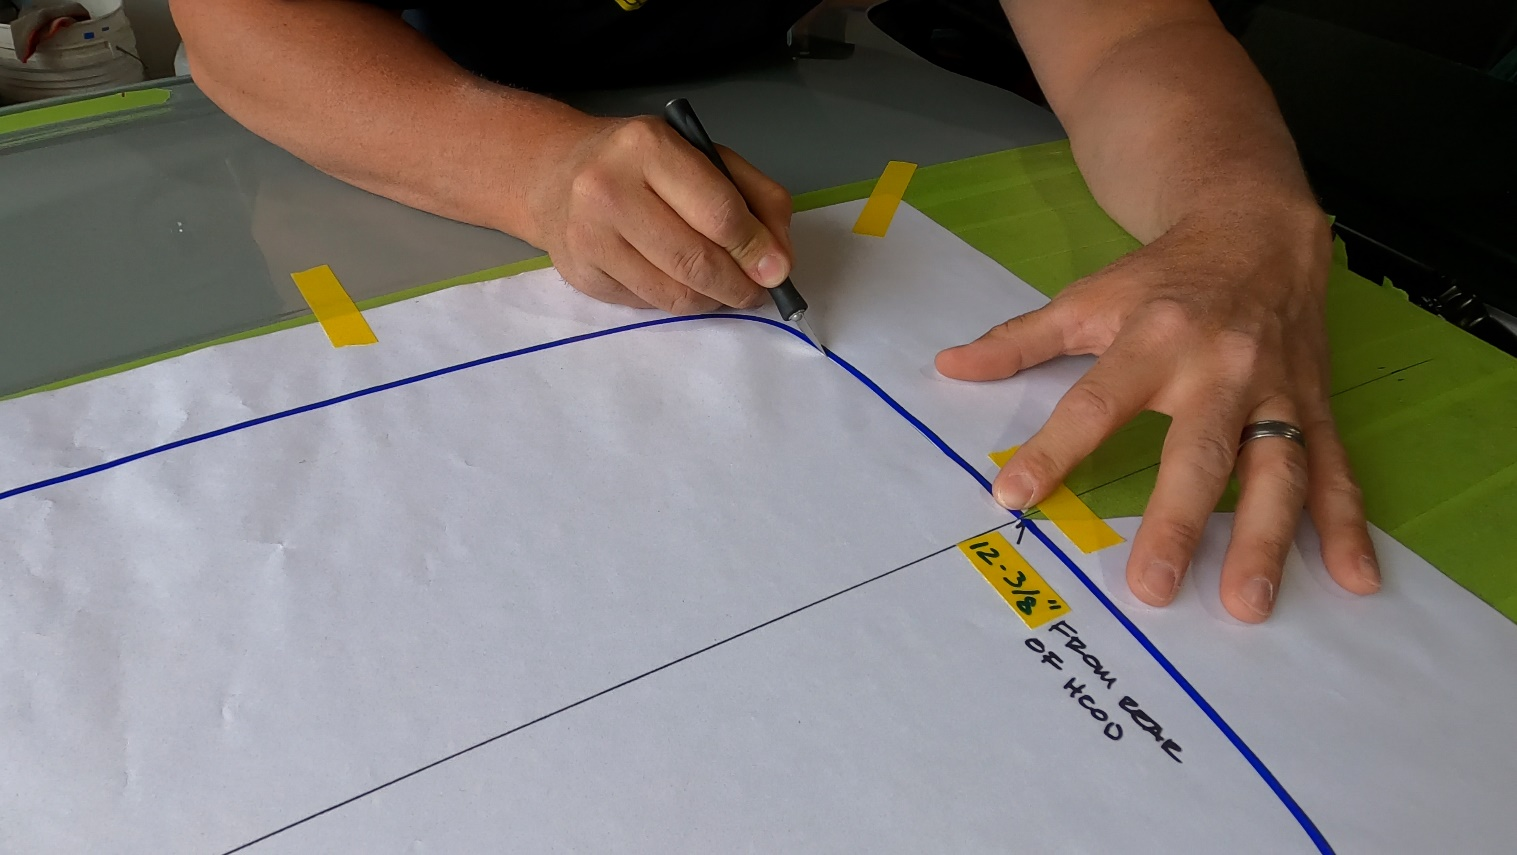 12-3/8"
FROM REAR
OF HOOD